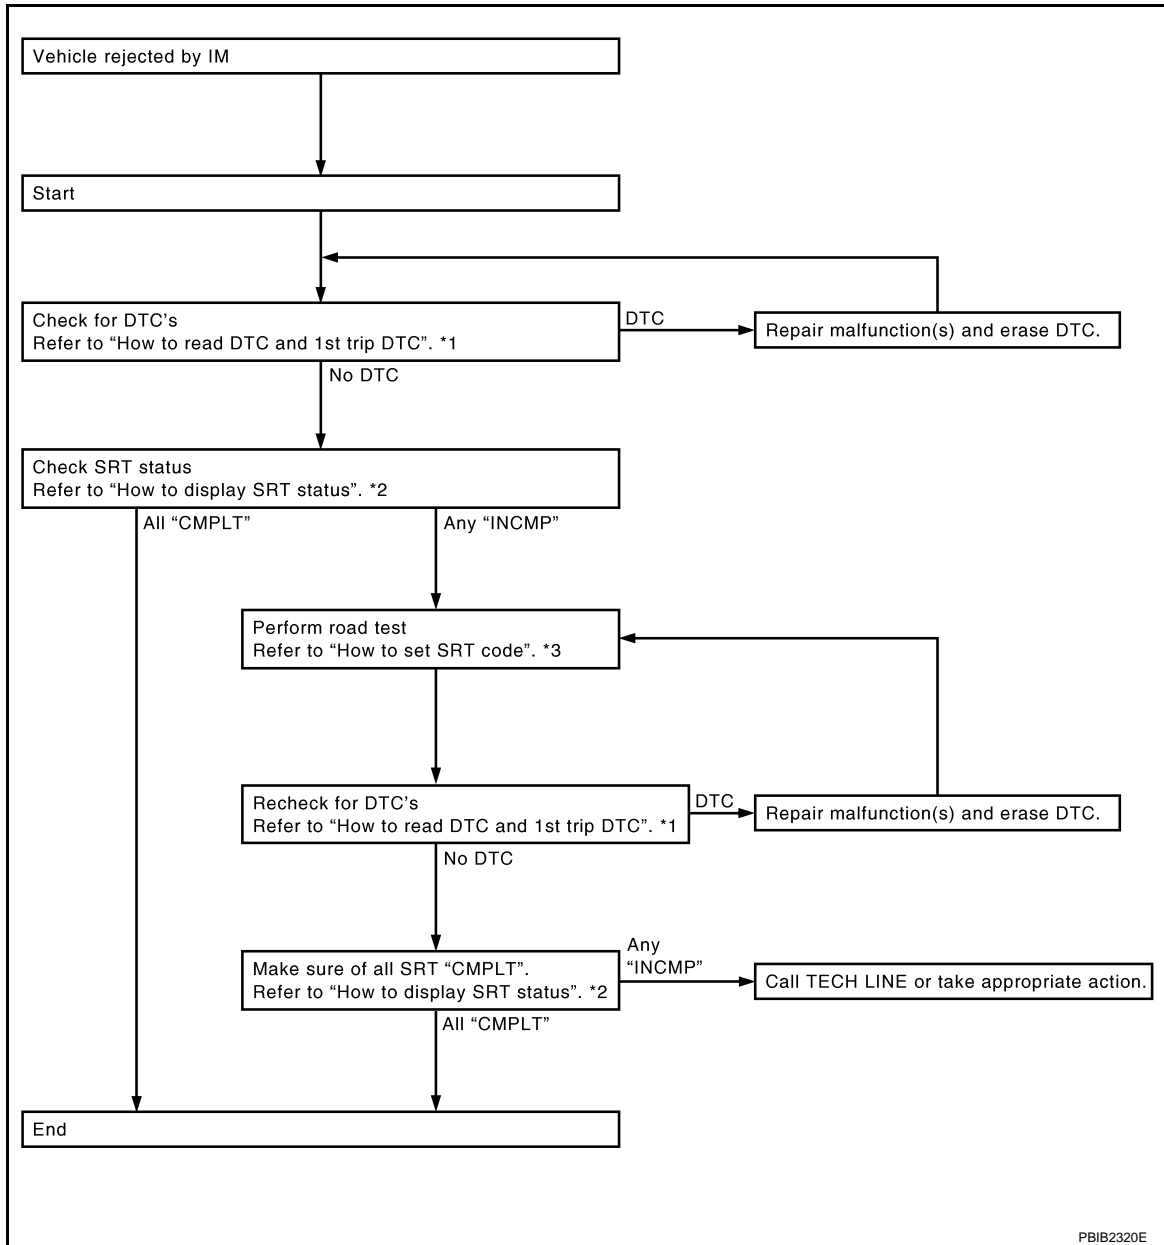 Vehicle rejected by IM
Start
Check for DTC's
Refer to “How to read DTC and 1st trip DTC”. *1
DTC
Repair malfunction(s) and erase DTC.
No DTC
Check SRT status
Refer to “How to display SRT status”. *2
All “CMPLT”
Any “INCMP”
Perform road test
Refer to “How to set SRT code”. *3
Recheck for DTC's
Refer to “How to read DTC and 1st trip DTC”. *1
DTC
Repair malfunction(s) and erase DTC.
No DTC
Make sure of all SRT “CMPLT”.
Refer to “How to display SRT status”. *2
Any
“INCMP”
Call TECH LINE or take appropriate action.
All “CMPLT”
End
PBIB2320E